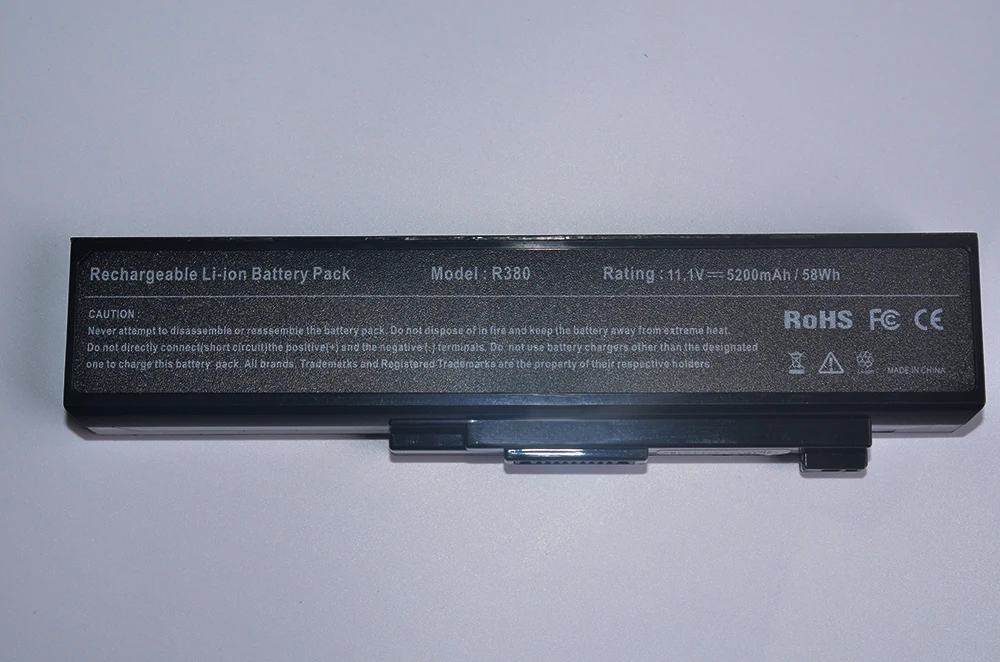 Rechargeable Li-ion Battery Pack Model : R380 Rating : 11.1V⎓5200mAh / 58Wh
CAUTION :
Never attempt to disassemble or reassemble the battery pack. Do not dispose of in fire and keep the battery away from extreme heat.
Do not directly connect(short circuit)the positive(+) and the negative (-) terminals. Do not use battery chargers other than the designated
one to charge this battery pack. All brands. Trademarks and Registered Trademarks are the property of their respective holders.
RoHS FC CE
MADE IN CHINA